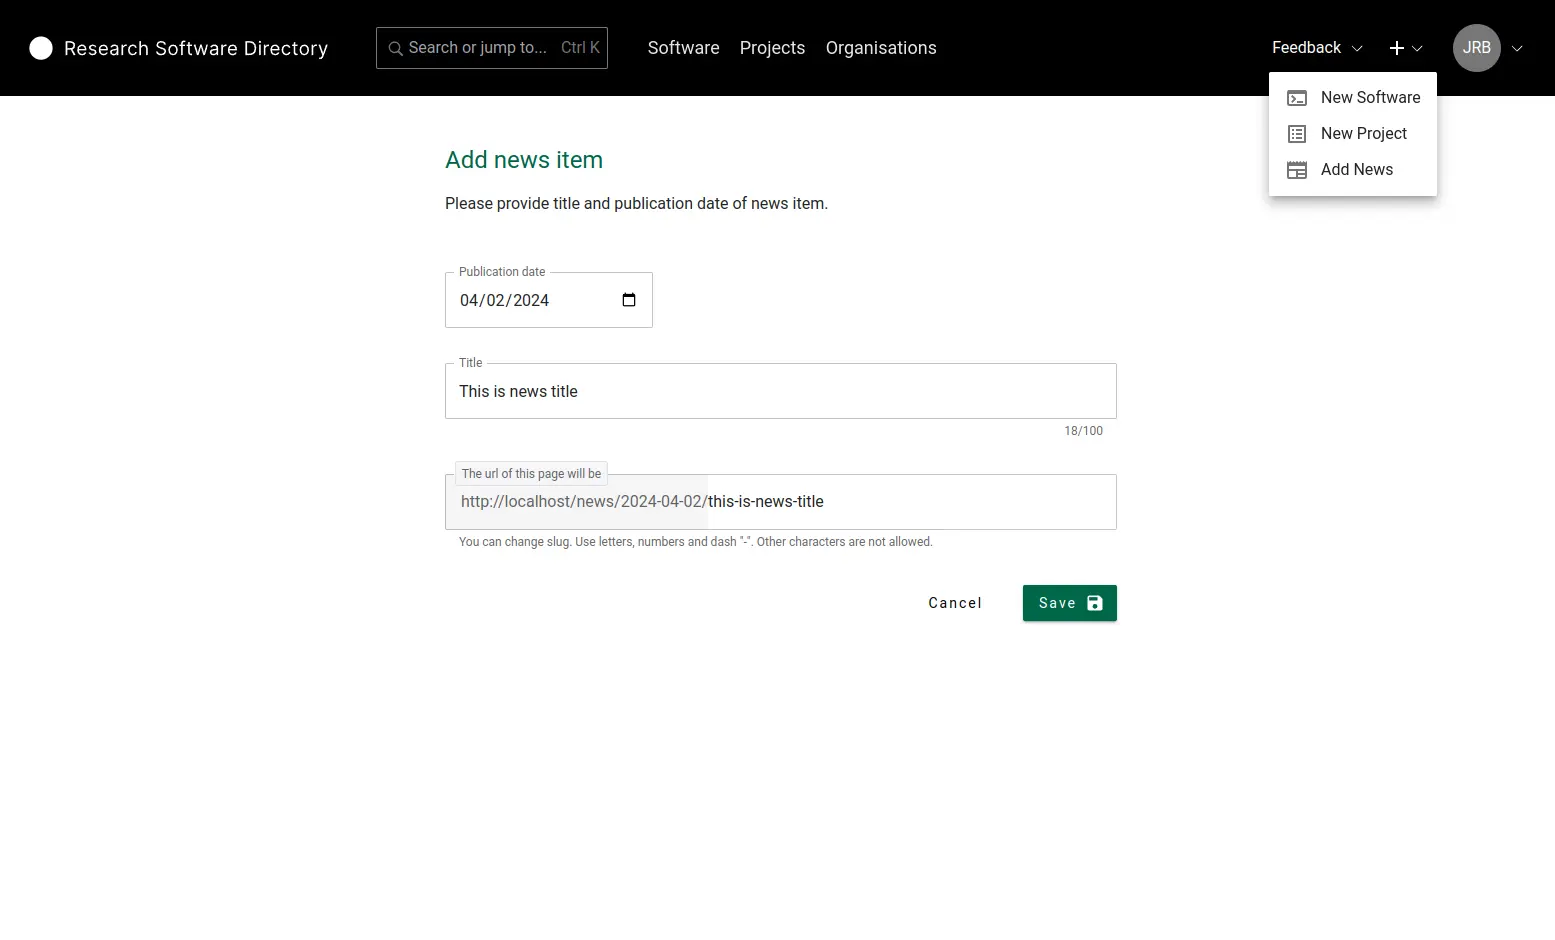 Research Software Directory
Search or jump to... Ctrl K
Software Projects Organisations
Feedback
JRB
New Software
New Project
Add News
Add news item
Please provide title and publication date of news item.
Publication date
04/02/2024
Title
This is news title
18/100
The url of this page will be
http://localhost/news/2024-04-02/this-is-news-title
You can change slug. Use letters, numbers and dash "-". Other characters are not allowed.
Cancel
Save